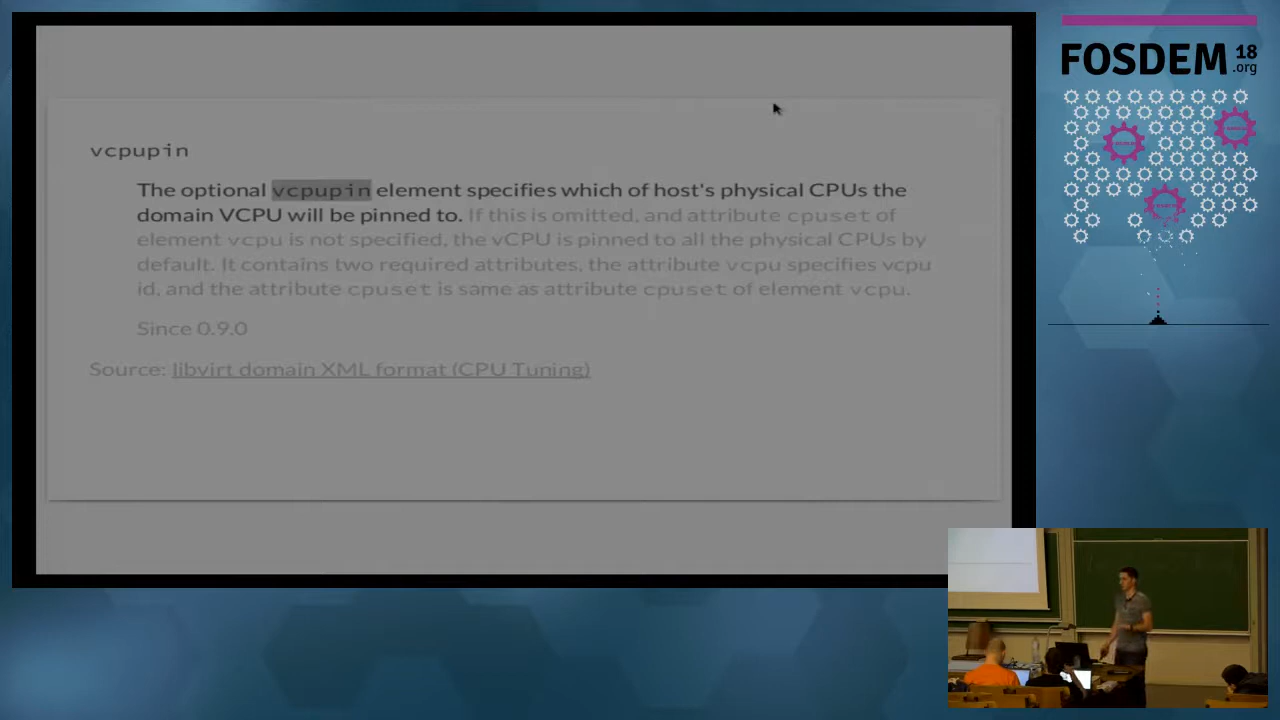 FOSDEM 18
.org
vcpupin
The optional vcpupin element specifies which of host's physical CPUs the
domain VCPU will be pinned to. If this is omitted, and attribute cpuset of
element vcpu is not specified, the vCPU is pinned to all the physical CPUs by
default. It contains two required attributes, the attribute vcpu specifies vcpu
id, and the attribute cpuset is same as attribute cpuset of element vcpu.
Since 0.9.0
Source: libvirt domain XML format (CPU Tuning)